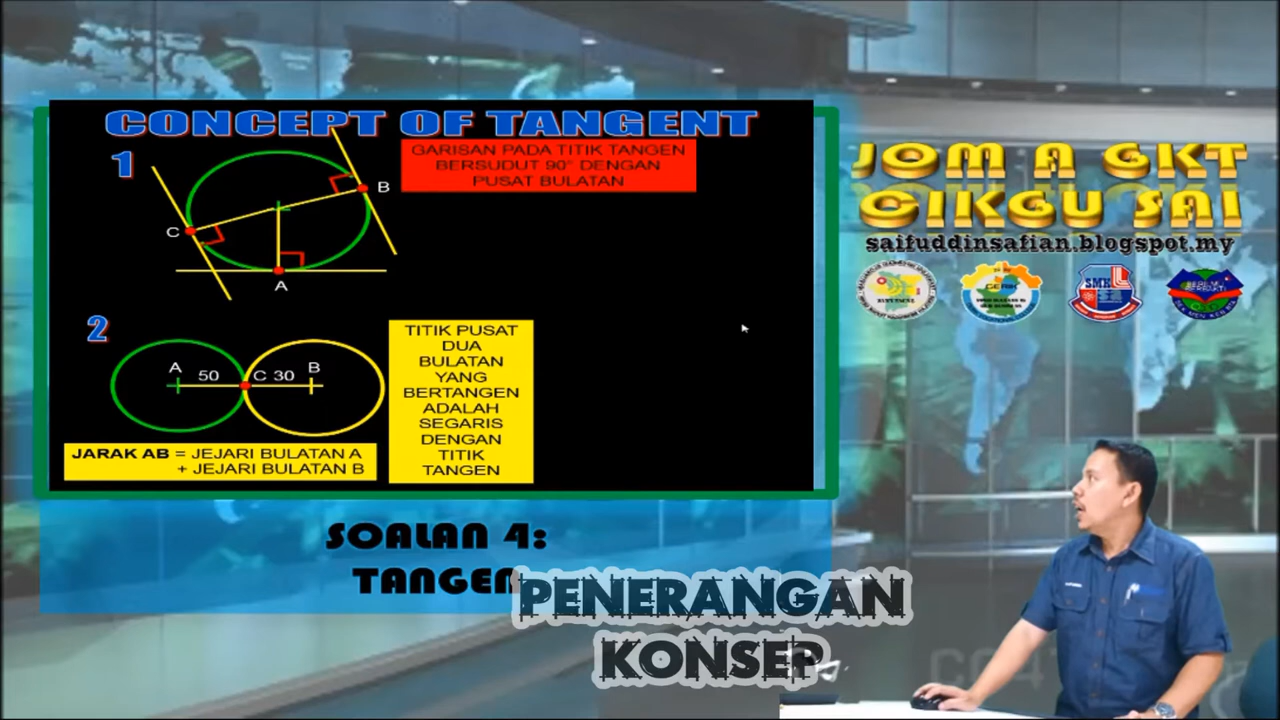 CONCEPT OF TANGENT
1
GARISAN PADA TITIK TANGEN
BERSUDUT 90° DENGAN
PUSAT BULATAN
B
C
A
2
A
50
C 30
B
TITIK PUSAT
DUA
BULATAN
YANG
BERTANGEN
ADALAH
SEGARIS
DENGAN
TITIK
TANGEN
JARAK AB = JEJARI BULATAN A
+ JEJARI BULATAN B
JOM A GKT
CIKGU SAI
saifuddinsafian.blogspot.my
SMK
SOALAN 4:
PENERANGAN
KONSEP